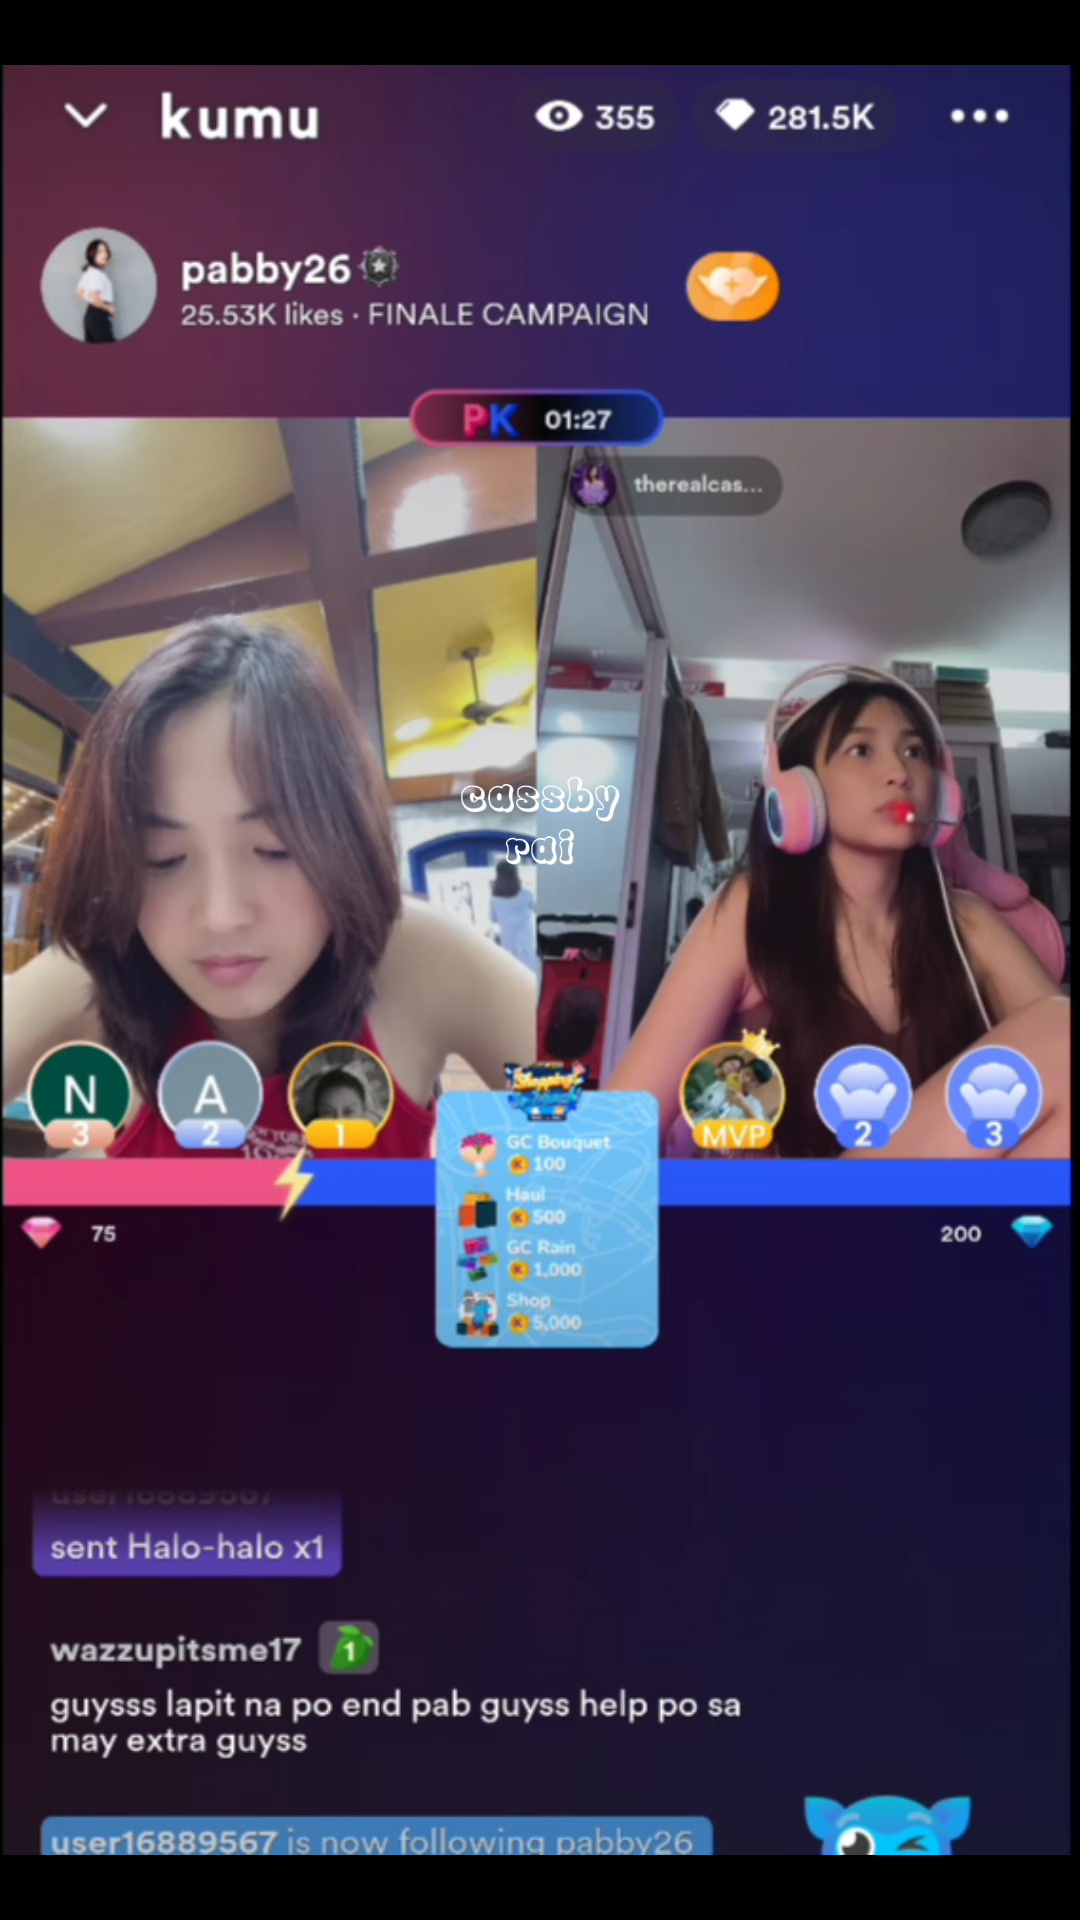 kumu
355
281.5K
pabby26
25.53K likes · FINALE CAMPAIGN
PK 01:27
therealcas...
cassby
rai
N
3
A
2
1
MVP
2
3
Shopping
GC Bouquet
100
Haul
500
GC Rain
1,000
Shop
5,000
75
200
user16889567
sent Halo-halo x1
wazzupitsme17 1
guysss lapit na po end pab guyss help po sa
may extra guyss
user16889567 is now following pabby26